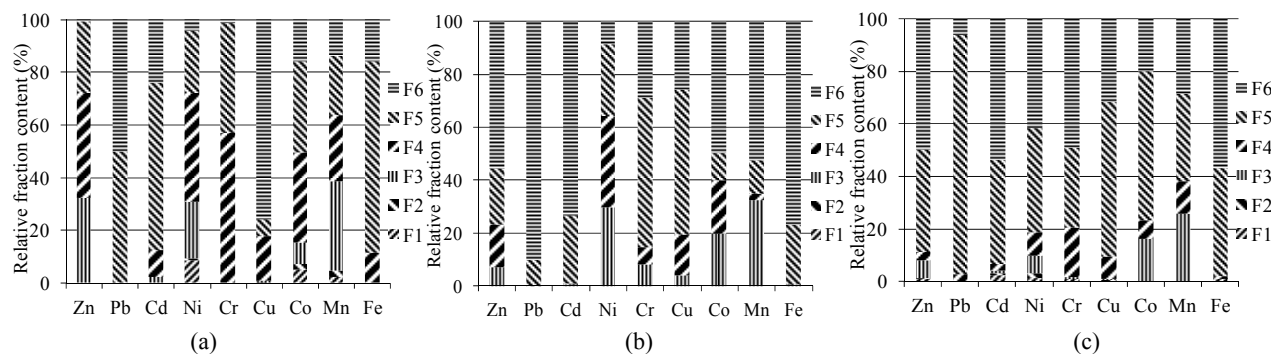 Relative fraction content (%)
100
80
60
40
20
0
Zn Pb Cd Ni Cr Cu Co Mn Fe
F6
F5
F4
F3
F2
F1
(a)
Relative fraction content (%)
100
80
60
40
20
0
Zn Pb Cd Ni Cr Cu Co Mn Fe
F6
F5
F4
F3
F2
F1
(b)
Relative fraction content (%)
100
80
60
40
20
0
Zn Pb Cd Ni Cr Cu Co Mn Fe
F6
F5
F4
F3
F2
F1
(c)